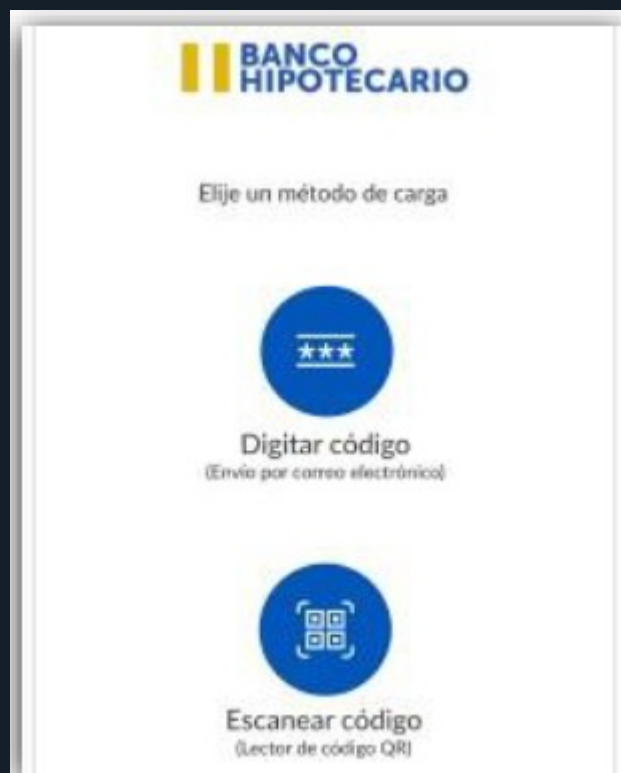 BANCO
HIPOTECARIO
Elije un método de carga
***
Digitar código
(Envío por correo electrónico)
Escanear código
(Lector de código QR)